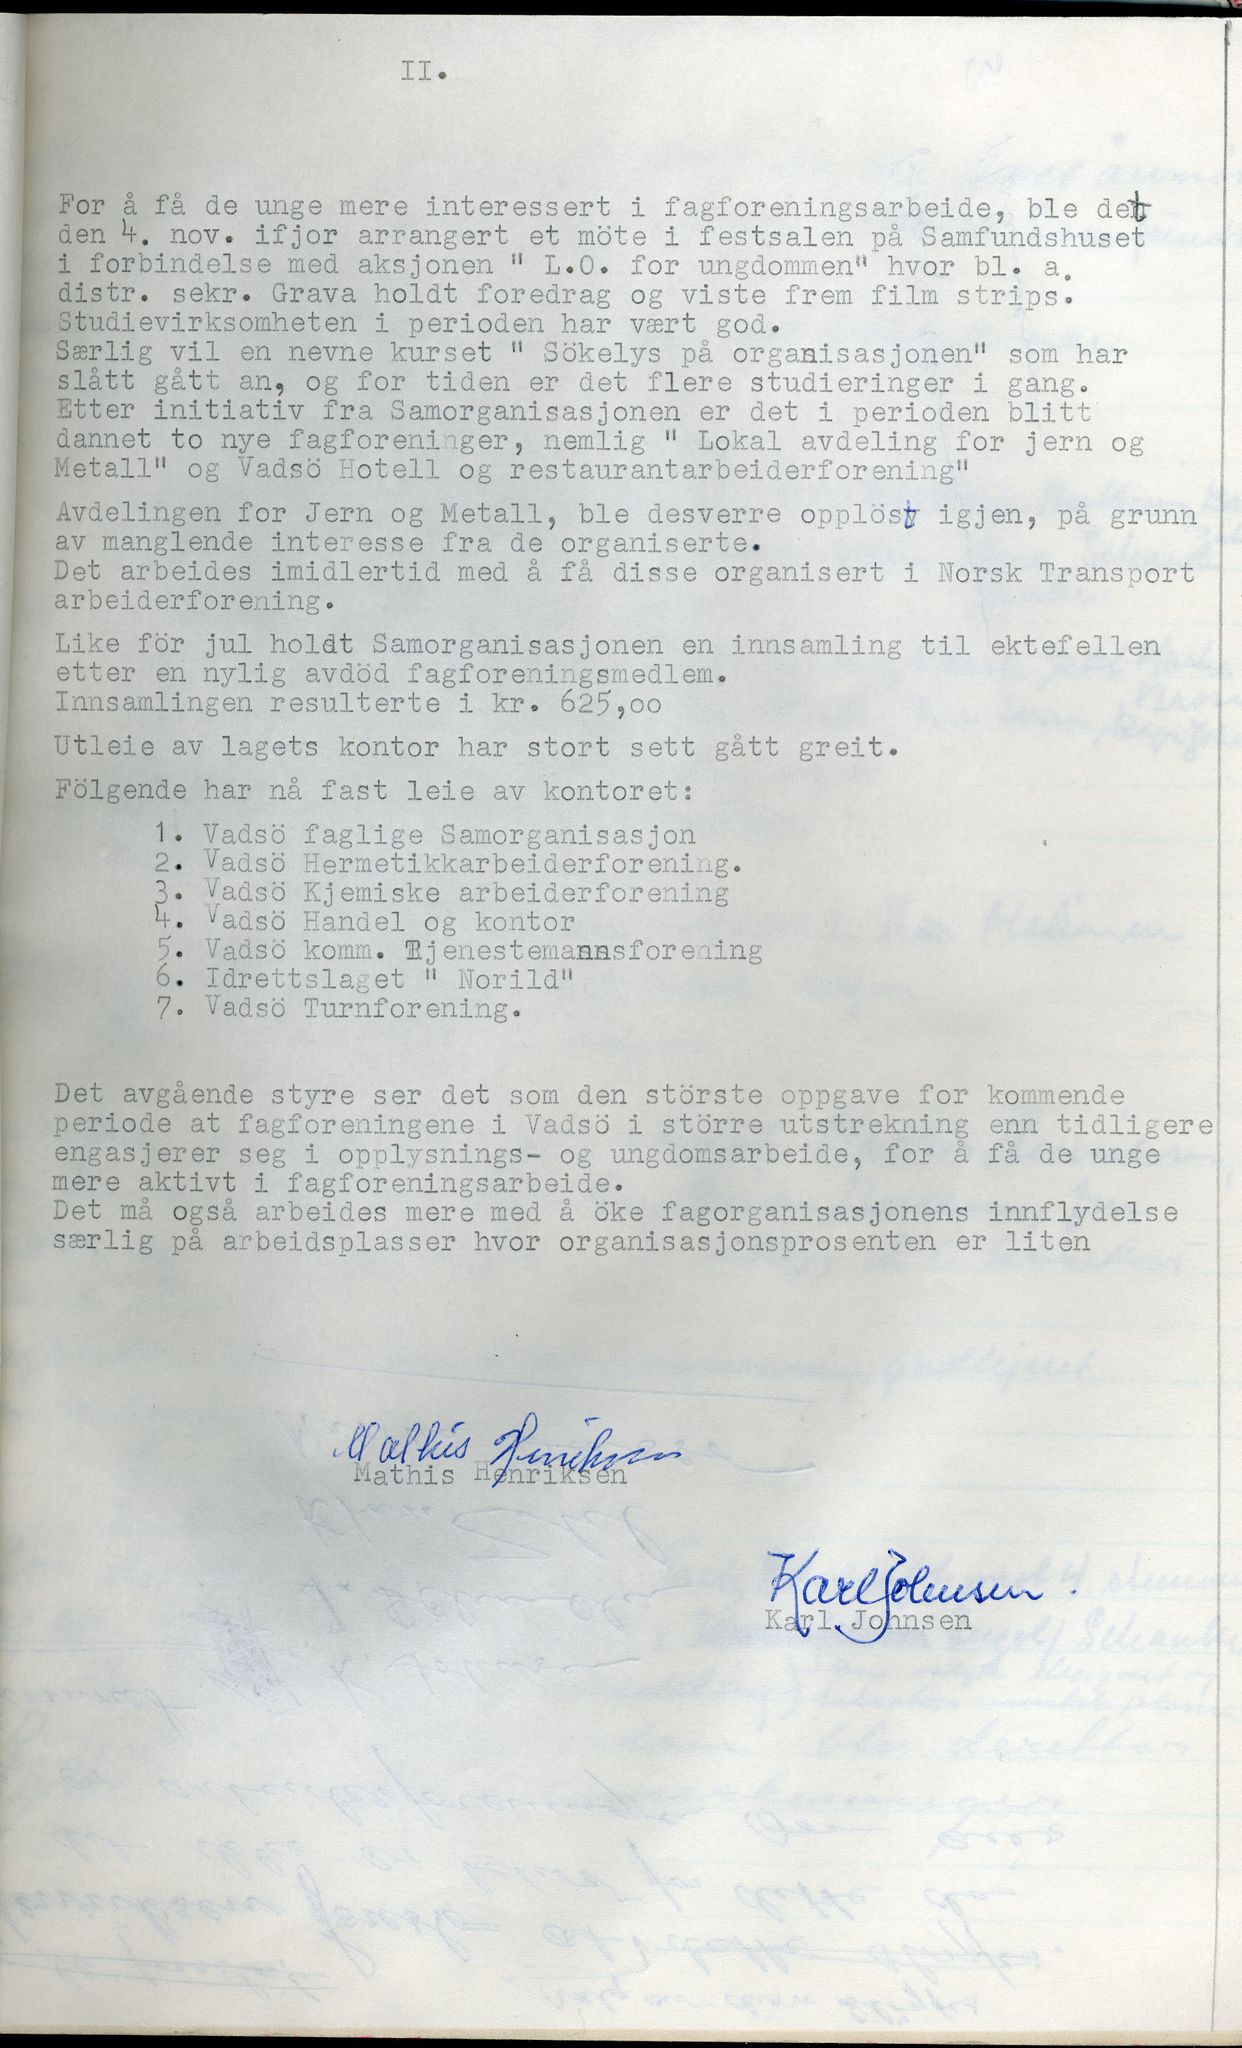 II.
For å få de unge mere interessert i fagforeningsarbeide, ble det
den 4. nov. ifjor arrangert et möte i festsalen på Samfundshuset
i forbindelse med aksjonen " L.O. for ungdommen" hvor bl. a.
distr. sekr. Grava holdt foredrag og viste frem film strips.
Studievirksomheten i perioden har vært god.
Særlig vil en nevne kurset " Sökelys på organisasjonen" som har
slått gått an, og for tiden er det flere studieringer i gang.
Etter initiativ fra Samorganisasjonen er det i perioden blitt
dannet to nye fagforeninger, nemlig " Lokal avdeling for jern og
Metall" og Vadsö Hotell og restaurantarbeiderforening"
Avdelingen for Jern og Metall, ble desverre opplöst igjen, på grunn
av manglende interesse fra de organiserte.
Det arbeides imidlertid med å få disse organisert i Norsk Transport
arbeiderforening.
Like för jul holdt Samorganisasjonen en innsamling til ektefellen
etter en nylig avdöd fagforeningsmedlem.
Innsamlingen resulterte i kr. 625,oo
Utleie av lagets kontor har stort sett gått greit.
Fölgende har nå fast leie av kontoret:
1. Vadsö faglige Samorganisasjon
2. Vadsö Hermetikkarbeiderforening.
3. Vadsö Kjemiske arbeiderforening
4. Vadsö Handel og kontor
5. Vadsö komm. Tjenestemannsforening
6. Idrettslaget " Norild"
7. Vadsö Turnforening.
Det avgående styre ser det som den störste oppgave for kommende
periode at fagforeningene i Vadsö i större utstrekning enn tidligere
engasjerer seg i opplysnings- og ungdomsarbeide, for å få de unge
mere aktivt i fagforeningsarbeide.
Det må også arbeides mere med å öke fagorganisasjonens innflydelse
særlig på arbeidsplasser hvor organisasjonsprosenten er liten
Mathis Henriksen
Mathis Henriksen
Karl Johnsen.
Karl Johnsen